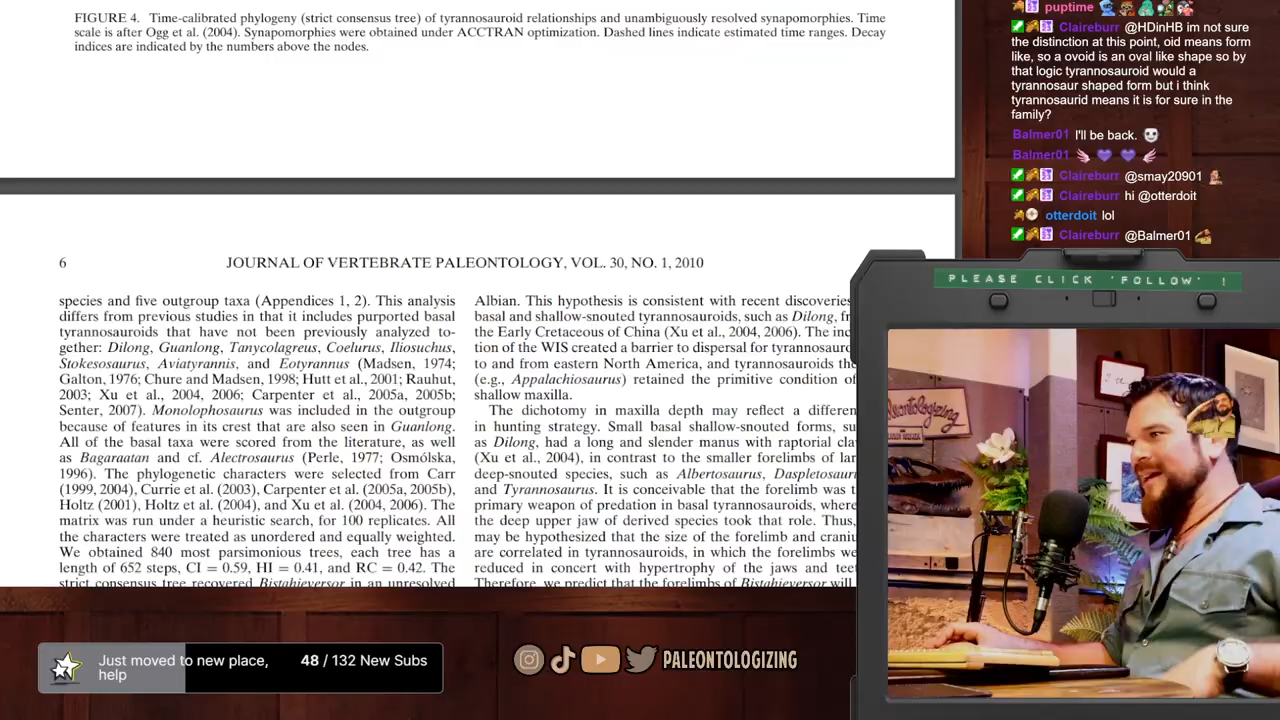 FIGURE 4. Time-calibrated phylogeny (strict consensus tree) of tyrannosauroid relationships and unambiguously resolved synapomorphies. Time
scale is after Ogg et al. (2004). Synapomorphies were obtained under ACCTRAN optimization. Dashed lines indicate estimated time ranges. Decay
indices are indicated by the numbers above the nodes.
6
JOURNAL OF VERTEBRATE PALEONTOLOGY, VOL. 30, NO. 1, 2010
species and five outgroup taxa (Appendices 1, 2). This analysis
differs from previous studies in that it includes purported basal
tyrannosauroids that have not been previously analyzed to-
gether: Dilong, Guanlong, Tanycolagreus, Coelurus, Iliosuchus,
Stokesosaurus, Aviatyrannis, and Eotyrannus (Madsen, 1974;
Galton, 1976; Chure and Madsen, 1998; Hutt et al., 2001; Rauhut,
2003; Xu et al., 2004, 2006; Carpenter et al., 2005a, 2005b;
Senter, 2007). Monolophosaurus was included in the outgroup
because of features in its crest that are also seen in Guanlong.
All of the basal taxa were scored from the literature, as well
as Bagaraatan and cf. Alectrosaurus (Perle, 1977; Osmólska,
1996). The phylogenetic characters were selected from Carr
(1999, 2004), Currie et al. (2003), Carpenter et al. (2005a, 2005b),
Holtz (2001), Holtz et al. (2004), and Xu et al. (2004, 2006). The
matrix was run under a heuristic search, for 100 replicates. All
the characters were treated as unordered and equally weighted.
We obtained 840 most parsimonious trees, each tree has a
length of 652 steps, CI = 0.59, HI = 0.41, and RC = 0.42. The
strict consensus tree recovered Bistahieversor in an unresolved
Albian. This hypothesis is consistent with recent discoveries
basal and shallow-snouted tyrannosauroids, such as Dilong, fr
the Early Cretaceous of China (Xu et al., 2004, 2006). The inc
tion of the WIS created a barrier to dispersal for tyrannosauro
to and from eastern North America, and tyrannosauroids the
(e.g., Appalachiosaurus) retained the primitive condition of
shallow maxilla.
The dichotomy in maxilla depth may reflect a differen
in hunting strategy. Small basal shallow-snouted forms, su
as Dilong, had a long and slender manus with raptorial cla
(Xu et al., 2004), in contrast to the smaller forelimbs of lar
deep-snouted species, such as Albertosaurus, Daspletosaur
and Tyrannosaurus. It is conceivable that the forelimb was t
primary weapon of predation in basal tyrannosauroids, where
the deep upper jaw of derived species took that role. Thus,
may be hypothesized that the size of the forelimb and craniu
are correlated in tyrannosauroids, in which the forelimbs we
reduced in concert with hypertrophy of the jaws and teet
Therefore, we predict that the forelimbs of Bistahieversor will
puptime
Claireburr @HDinHB im not sure
the distinction at this point, oid means form
like, so a ovoid is an oval like shape so by
that logic tyrannosauroid would a
tyrannosaur shaped form but i think
tyrannosaurid means it is for sure in the
family?
Balmer01 I'll be back.
Balmer01
Claireburr @smay20901
Claireburr hi @otterdoit
otterdoit lol
Claireburr @Balmer01
PLEASE CLICK 'FOLLOW' !
Just moved to new place,
help
48 / 132 New Subs
PALEONTOLOGIZING